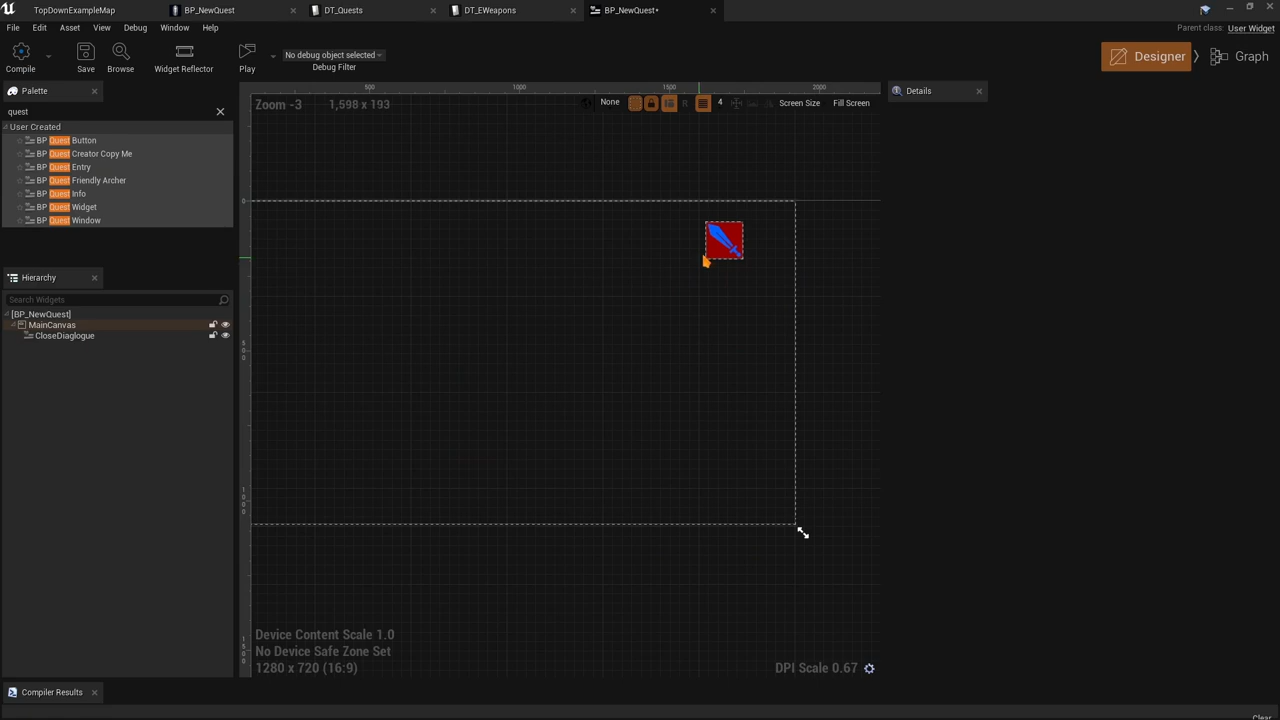 TopDownExampleMap
BP_NewQuest
DT_Quests
DT_EWeapons
BP_NewQuest•
File Edit Asset View Debug Window Help
Parent class: User Widget
Compile
Save
Browse
Widget Reflector
Play
No debug object selected
Debug Filter
Designer
Graph
Palette
quest
User Created
BP Quest Button
BP Quest Creator Copy Me
BP Quest Entry
BP Quest Friendly Archer
BP Quest Info
BP Quest Widget
BP Quest Window
Hierarchy
Search Widgets
[BP_NewQuest]
MainCanvas
CloseDiaglogue
500 1000 1500 2000
Zoom -3 1,598 x 193
None R 4 Screen Size Fill Screen
0
500
1000
1500
Device Content Scale 1.0
No Device Safe Zone Set
1280 x 720 (16:9)
DPI Scale 0.67
Details
Compiler Results
Clear